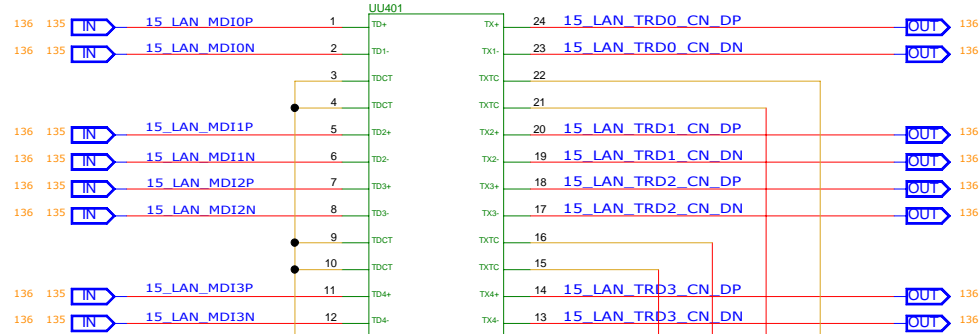 UU401
136 135 IN 15_LAN_MDI0P 1 TD+ TX+ 24 15_LAN_TRD0_CN_DP OUT 136
136 135 IN 15_LAN_MDI0N 2 TD1- TX1- 23 15_LAN_TRD0_CN_DN OUT 136
3 TDCT TXTC 22
4 TDCT TXTC 21
136 135 IN 15_LAN_MDI1P 5 TD2+ TX2+ 20 15_LAN_TRD1_CN_DP OUT 136
136 135 IN 15_LAN_MDI1N 6 TD2- TX2- 19 15_LAN_TRD1_CN_DN OUT 136
136 135 IN 15_LAN_MDI2P 7 TD3+ TX3+ 18 15_LAN_TRD2_CN_DP OUT 136
136 135 IN 15_LAN_MDI2N 8 TD3- TX3- 17 15_LAN_TRD2_CN_DN OUT 136
9 TDCT TXTC 16
10 TDCT TXTC 15
136 135 IN 15_LAN_MDI3P 11 TD4+ TX4+ 14 15_LAN_TRD3_CN_DP OUT 136
136 135 IN 15_LAN_MDI3N 12 TD4- TX4- 13 15_LAN_TRD3_CN_DN OUT 136